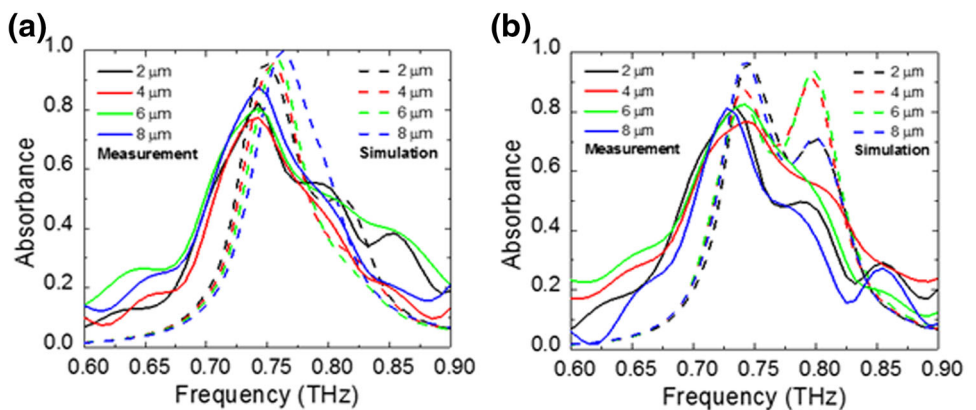 (a)
1.0
0.8
0.6
0.4
0.2
0.0
Absorbance
2 μm
4 μm
6 μm
8 μm
Measurement
2 μm
4 μm
6 μm
8 μm
Simulation
0.60 0.65 0.70 0.75 0.80 0.85 0.90
Frequency (THz)
(b)
1.0
0.8
0.6
0.4
0.2
0.0
Absorbance
2 μm
4 μm
6 μm
8 μm
Measurement
2 μm
4 μm
6 μm
8 μm
Simulation
0.60 0.65 0.70 0.75 0.80 0.85 0.90
Frequency (THz)